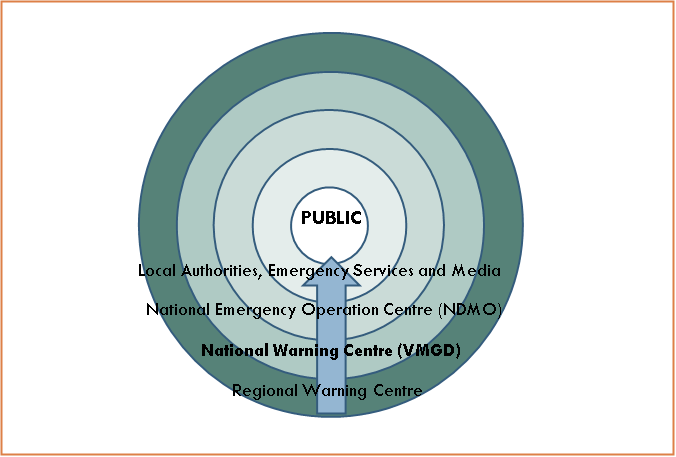 PUBLIC
Local Authorities, Emergency Services and Media
National Emergency Operation Centre (NDMO)
National Warning Centre (VMGD)
Regional Warning Centre